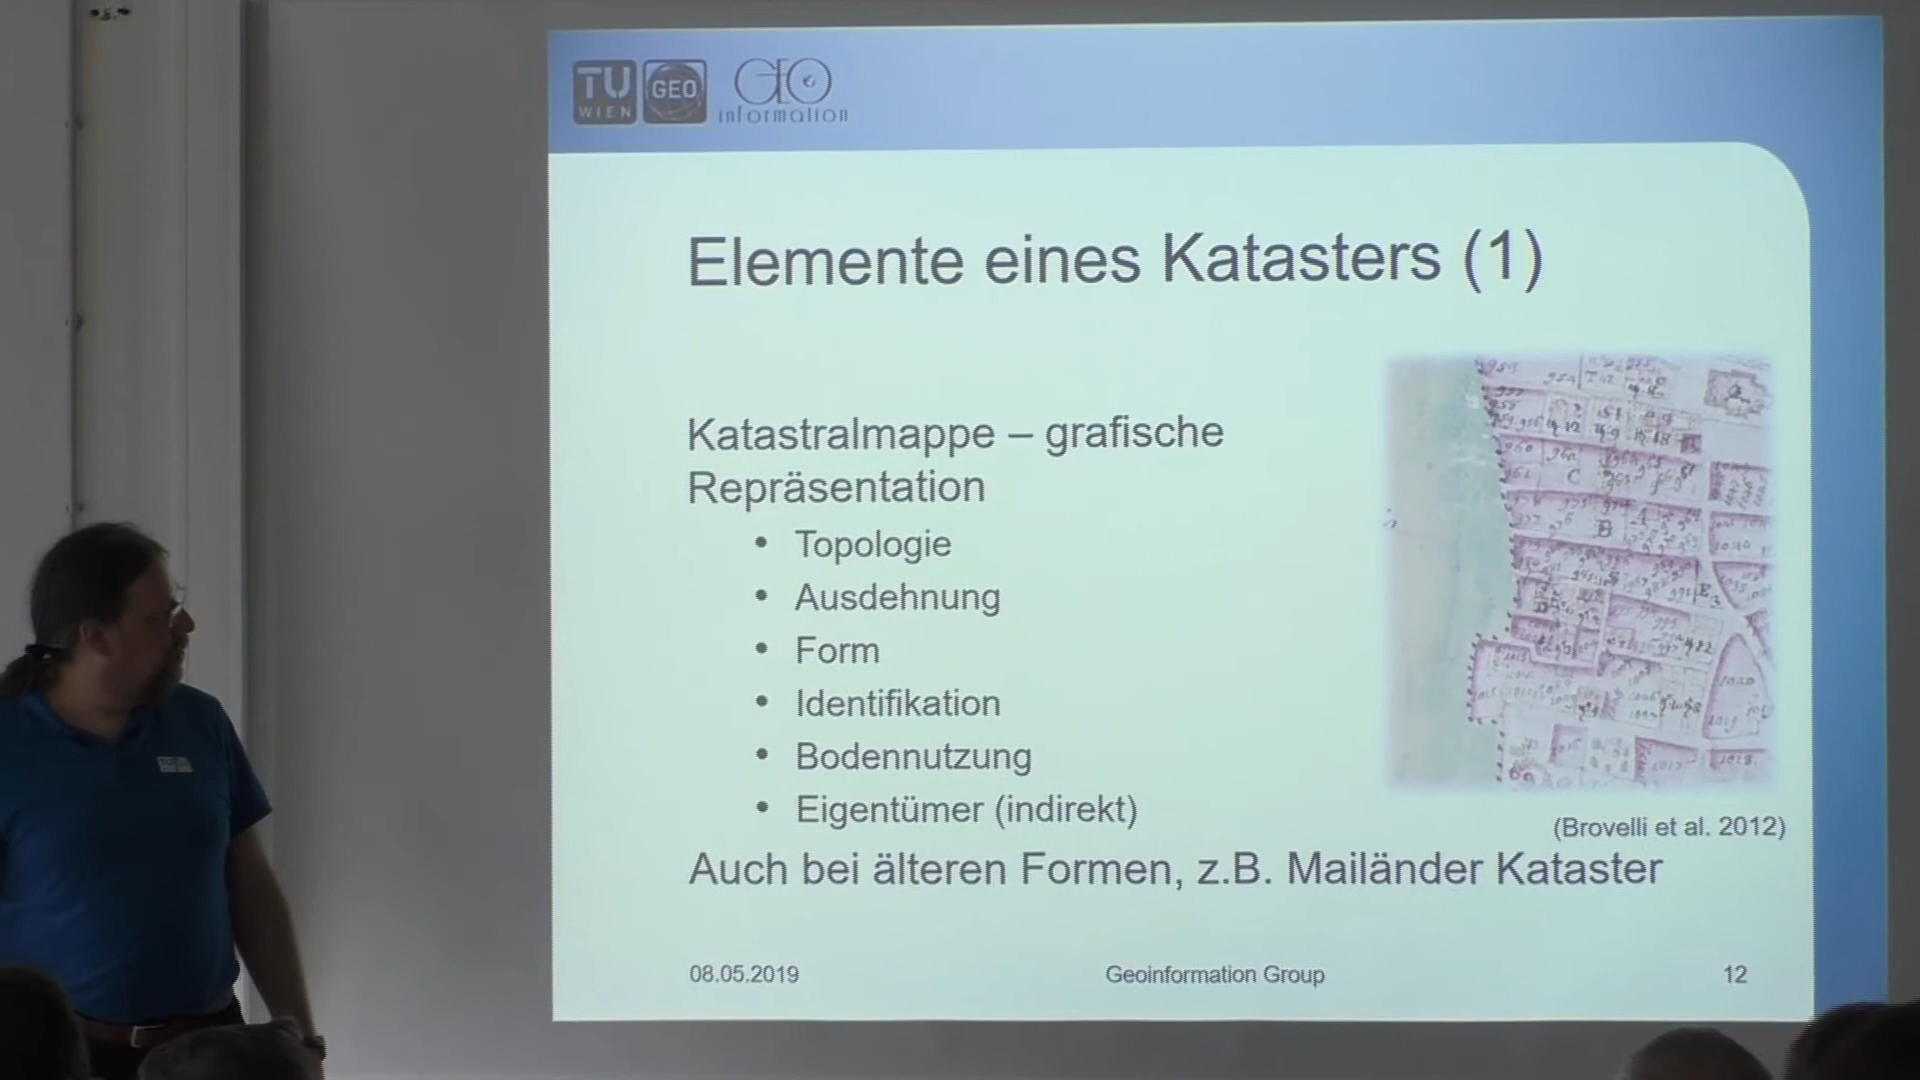 TU
WIEN
GEO
GEO
information
Elemente eines Katasters (1)
Katastralmappe – grafische
Repräsentation
• Topologie
• Ausdehnung
• Form
• Identifikation
• Bodennutzung
• Eigentümer (indirekt)
(Brovelli et al. 2012)
Auch bei älteren Formen, z.B. Mailänder Kataster
08.05.2019
Geoinformation Group
12
TU